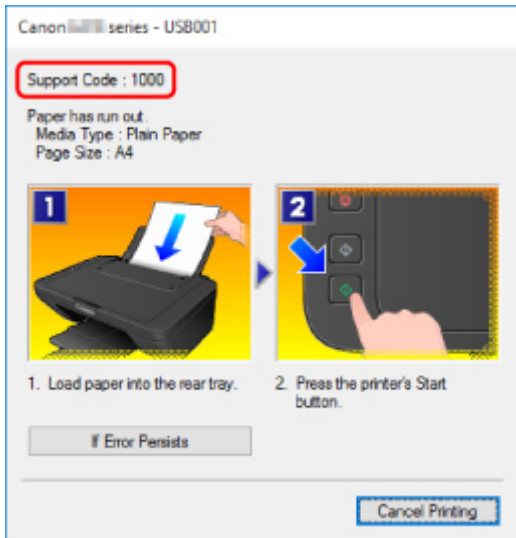 Canon series - USB001
Support Code : 1000
Paper has run out.
Media Type : Plain Paper
Page Size : A4
1
2
1. Load paper into the rear tray.
2. Press the printer's Start
button.
If Error Persists
Cancel Printing